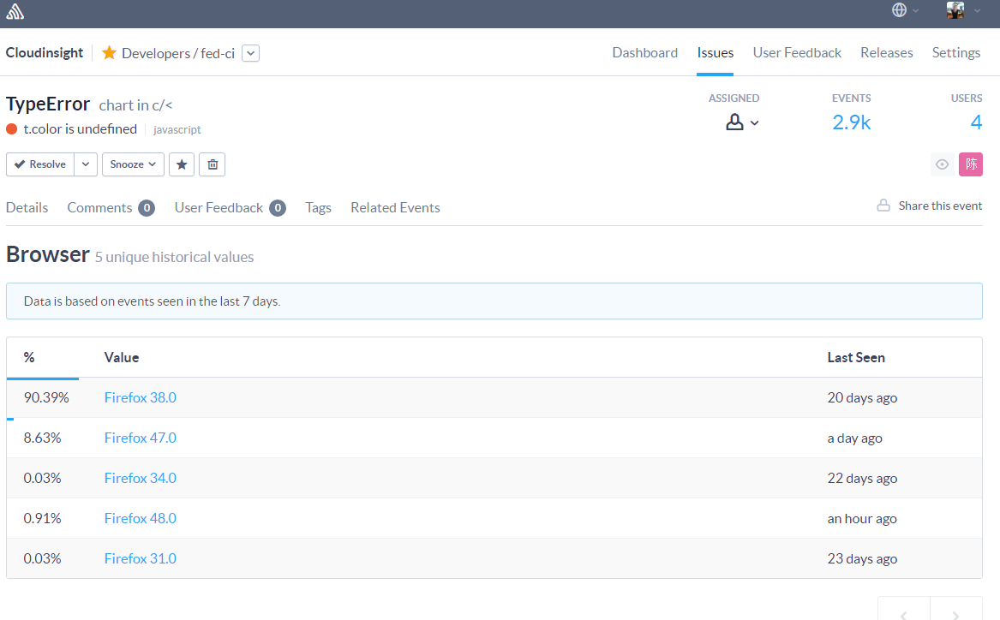 Cloudinsight Developers / fed-ci Dashboard Issues User Feedback Releases Settings
TypeError chart in c/< ASSIGNED EVENTS USERS
t.color is undefined javascript 2.9k 4
Resolve Snooze 陈
Details Comments 0 User Feedback 0 Tags Related Events Share this event
Browser 5 unique historical values
Data is based on events seen in the last 7 days.
% Value Last Seen
90.39% Firefox 38.0 20 days ago
8.63% Firefox 47.0 a day ago
0.03% Firefox 34.0 22 days ago
0.91% Firefox 48.0 an hour ago
0.03% Firefox 31.0 23 days ago